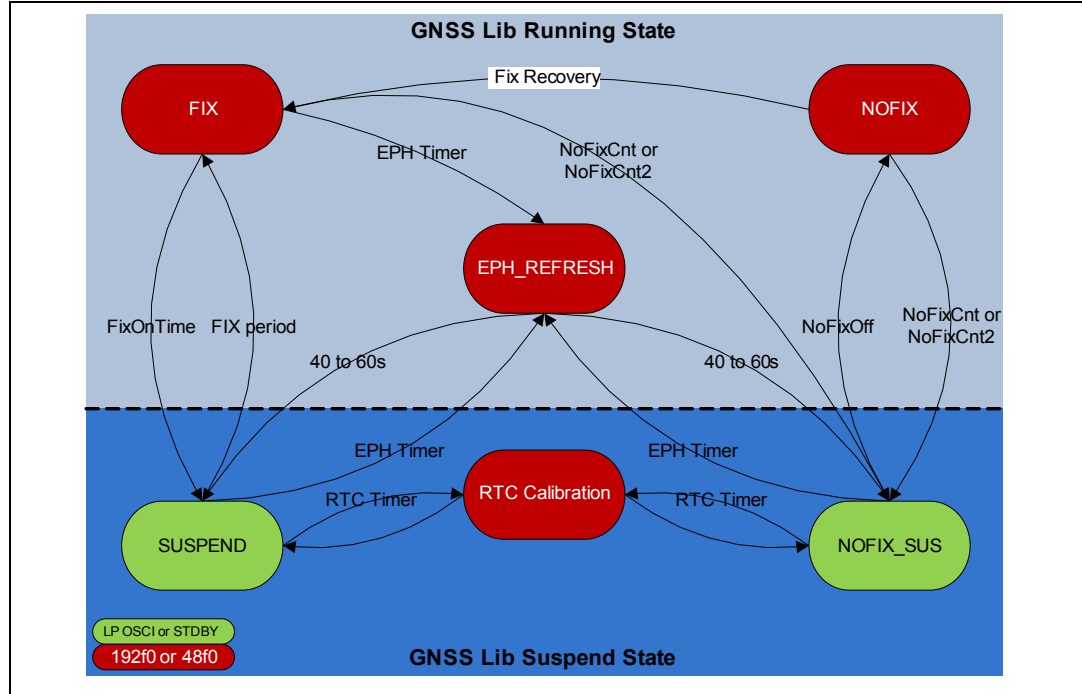 GNSS Lib Running State
Fix Recovery
FIX
NOFIX
EPH Timer
NoFixCnt or
NoFixCnt2
EPH_REFRESH
FixOnTime
FIX period
NoFixOff
NoFixCnt or
NoFixCnt2
40 to 60s
40 to 60s
EPH Timer
EPH Timer
RTC Calibration
RTC Timer
RTC Timer
SUSPEND
NOFIX_SUS
LP OSCI or STDBY
192f0 or 48f0
GNSS Lib Suspend State